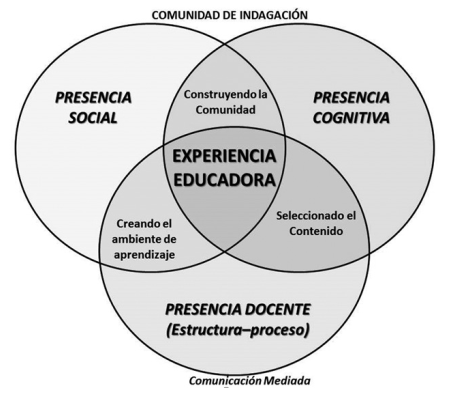 COMUNIDAD DE INDAGACIÓN
PRESENCIA
SOCIAL
Construyendo la
Comunidad
PRESENCIA
COGNITIVA
EXPERIENCIA
EDUCADORA
Creando el
ambiente de
aprendizaje
Seleccionado el
Contenido
PRESENCIA DOCENTE
(Estructura–proceso)
Comunicación Mediada